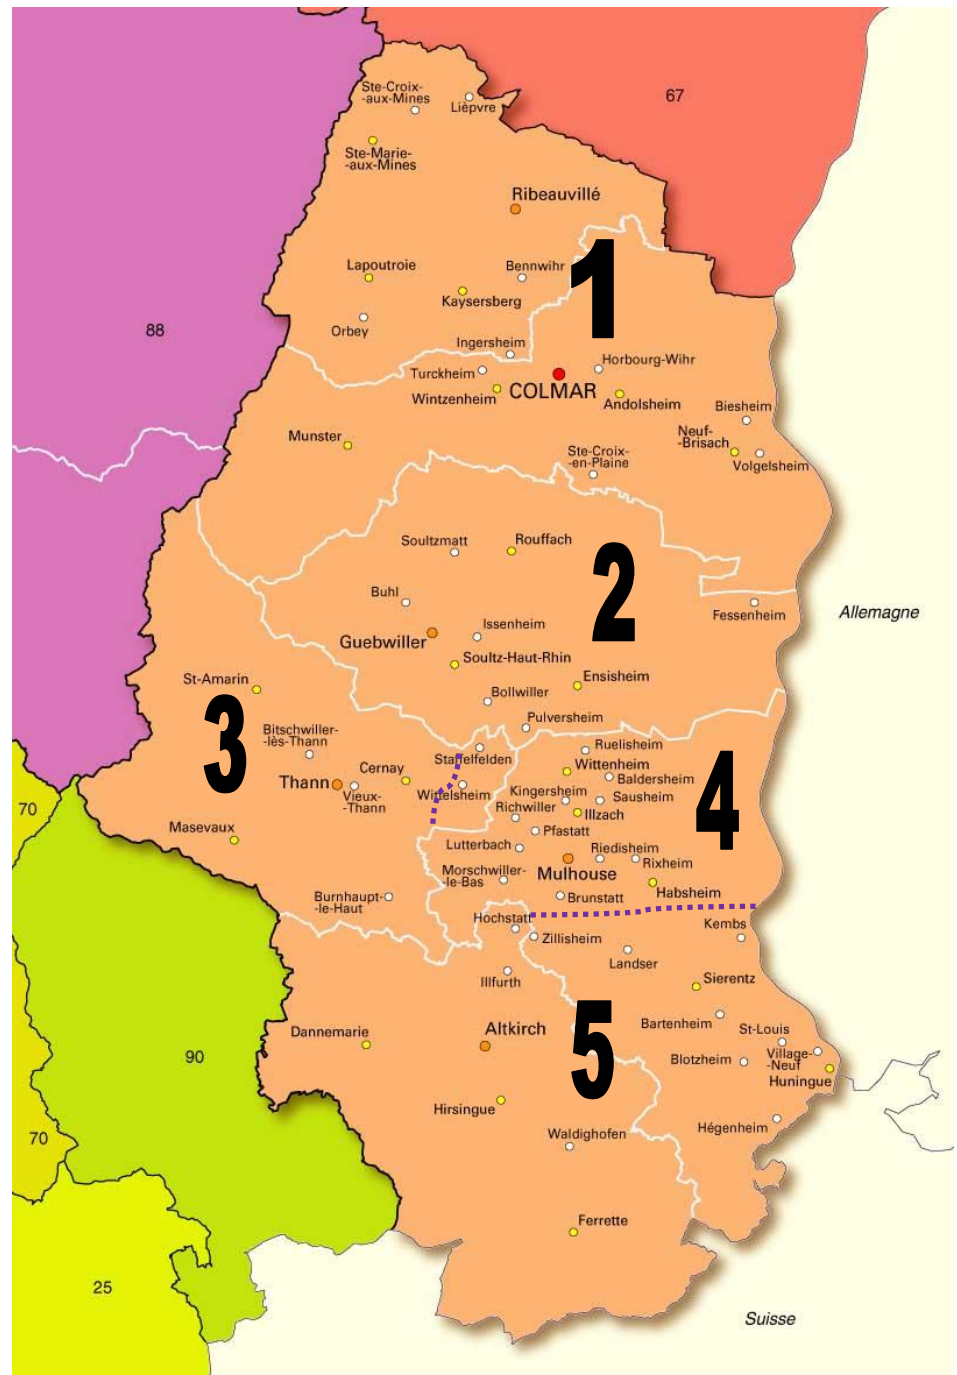 67
Ste-Croix-
-aux-Mines
Lièpvre
Ste-Marie-
-aux-Mines
Ribeauvillé
1
Lapoutroie
Bennwihr
Kaysersberg
88
Orbey
Ingersheim
Horbourg-Wihr
Turckheim
COLMAR
Wintzenheim
Andolsheim
Biesheim
Munster
Neuf-
-Brisach
Ste-Croix-
-en-Plaine
Volgelsheim
Soultzmatt
Rouffach
2
Buhl
Fessenheim
Allemagne
Issenheim
Guebwiller
Soultz-Haut-Rhin
St-Amarin
Ensisheim
Bollwiller
3
Pulversheim
Bitschwiller-
-lès-Thann
Staffelfelden
Ruelisheim
Wittenheim
4
Cernay
Baldersheim
Thann
Vieux-
-Thann
Wittelsheim
Kingersheim
Sausheim
70
Richwiller
Illzach
Masevaux
Pfastatt
Lutterbach
Riedisheim
Rixheim
Morschwiller-
-le-Bas
Mulhouse
Habsheim
Burnhaupt-
-le-Haut
Brunstatt
Hochstatt
Kembs
Zillisheim
Landser
Illfurth
Sierentz
5
Dannemarie
Altkirch
Bartenheim
St-Louis
90
Blotzheim
Village-
-Neuf
Huningue
Hirsingue
70
Waldighofen
Hégenheim
Ferrette
25
Suisse